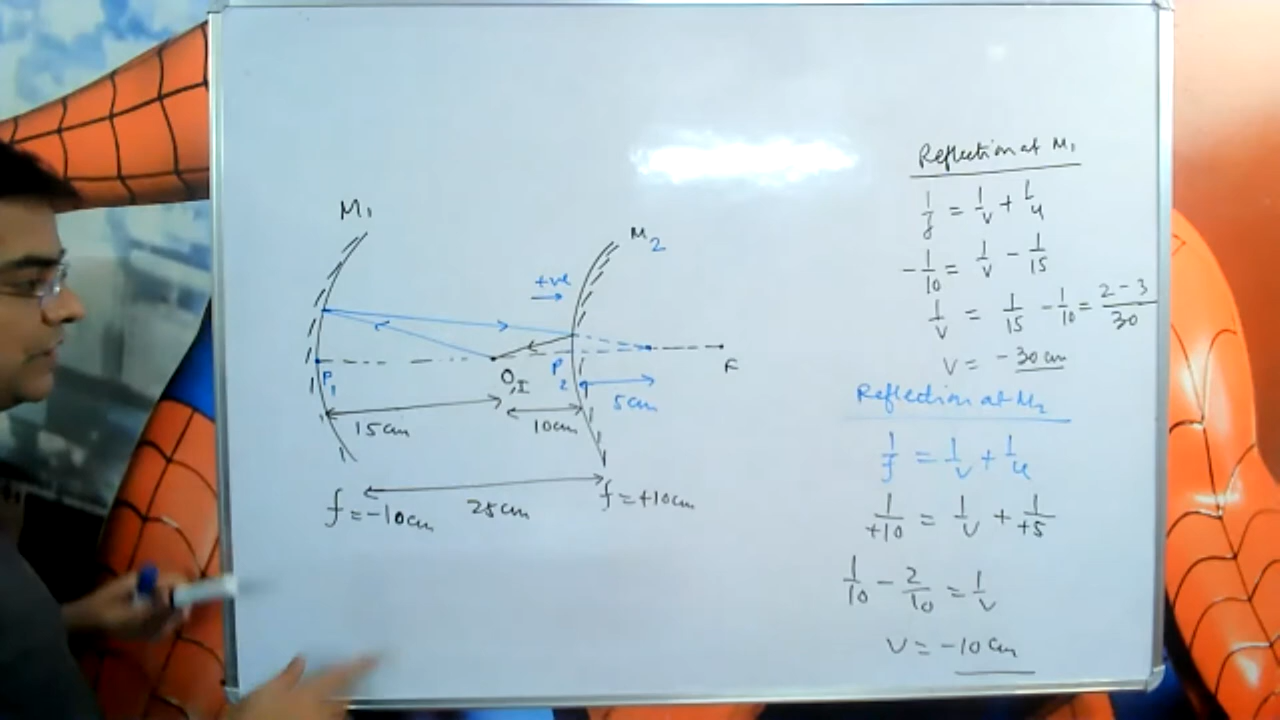 M₁
M₂
+ve
P₁
O,I
P₂
F
5cm
15cm
10cm
25cm
f = -10cm
f = +10cm
Reflection at M₁
1/f = 1/v + 1/u
-1/10 = 1/v - 1/15
1/v = 1/15 - 1/10 = (2-3)/30
v = -30cm
Reflection at M₂
1/f = 1/v + 1/u
1/+10 = 1/v + 1/+5
1/10 - 2/10 = 1/v
v = -10cm